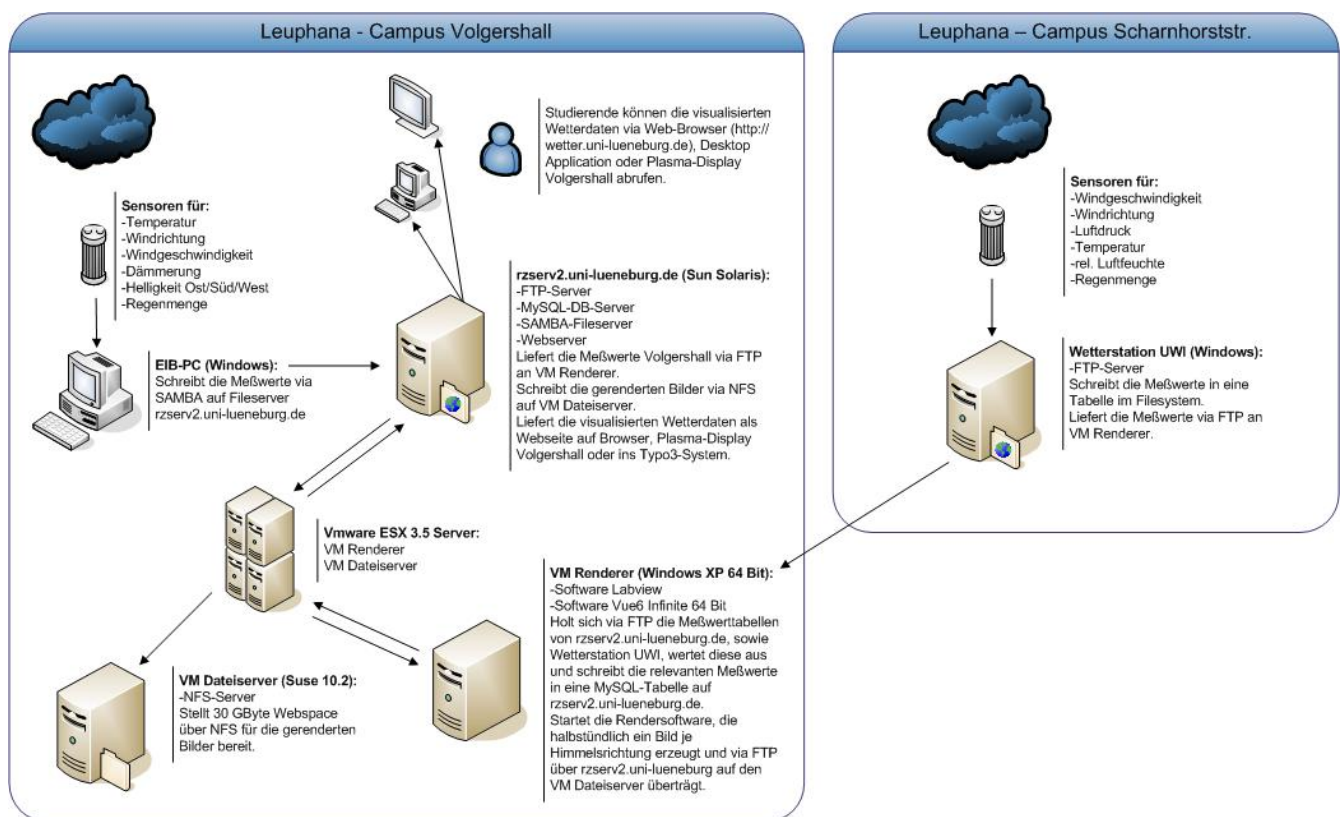 Leuphana - Campus Volgershall
Studierende können die visualisierten
Wetterdaten via Web-Browser (http://
wetter.uni-lueneburg.de), Desktop
Application oder Plasma-Display
Volgershall abrufen.
Sensoren für:
-Temperatur
-Windrichtung
-Windgeschwindigkeit
-Dämmerung
-Helligkeit Ost/Süd/West
-Regenmenge
EIB-PC (Windows):
Schreibt die Meßwerte via
SAMBA auf Fileserver
rzserv2.uni-lueneburg.de
rzserv2.uni-lueneburg.de (Sun Solaris):
-FTP-Server
-MySQL-DB-Server
-SAMBA-Fileserver
-Webserver
Liefert die Meßwerte Volgershall via FTP
an VM Renderer.
Schreibt die gerenderten Bilder via NFS
auf VM Dateiserver.
Liefert die visualisierten Wetterdaten als
Webseite auf Browser, Plasma-Display
Volgershall oder ins Typo3-System.
Vmware ESX 3.5 Server:
VM Renderer
VM Dateiserver
VM Dateiserver (Suse 10.2):
-NFS-Server
Stellt 30 GByte Webspace
über NFS für die gerenderten
Bilder bereit.
VM Renderer (Windows XP 64 Bit):
-Software Labview
-Software Vue6 Infinite 64 Bit
Holt sich via FTP die Meßwerttabellen
von rzserv2.uni-lueneburg.de, sowie
Wetterstation UWI, wertet diese aus
und schreibt die relevanten Meßwerte
in eine MySQL-Tabelle auf
rzserv2.uni-lueneburg.de.
Startet die Rendersoftware, die
halbstündlich ein Bild je
Himmelsrichtung erzeugt und via FTP
über rzserv2.uni-lueneburg auf den
VM Dateiserver überträgt.
Leuphana – Campus Scharnhorststr.
Sensoren für:
-Windgeschwindigkeit
-Windrichtung
-Luftdruck
-Temperatur
-rel. Luftfeuchte
-Regenmenge
Wetterstation UWI (Windows):
-FTP-Server
Schreibt die Meßwerte in eine
Tabelle im Filesystem.
Liefert die Meßwerte via FTP an
VM Renderer.